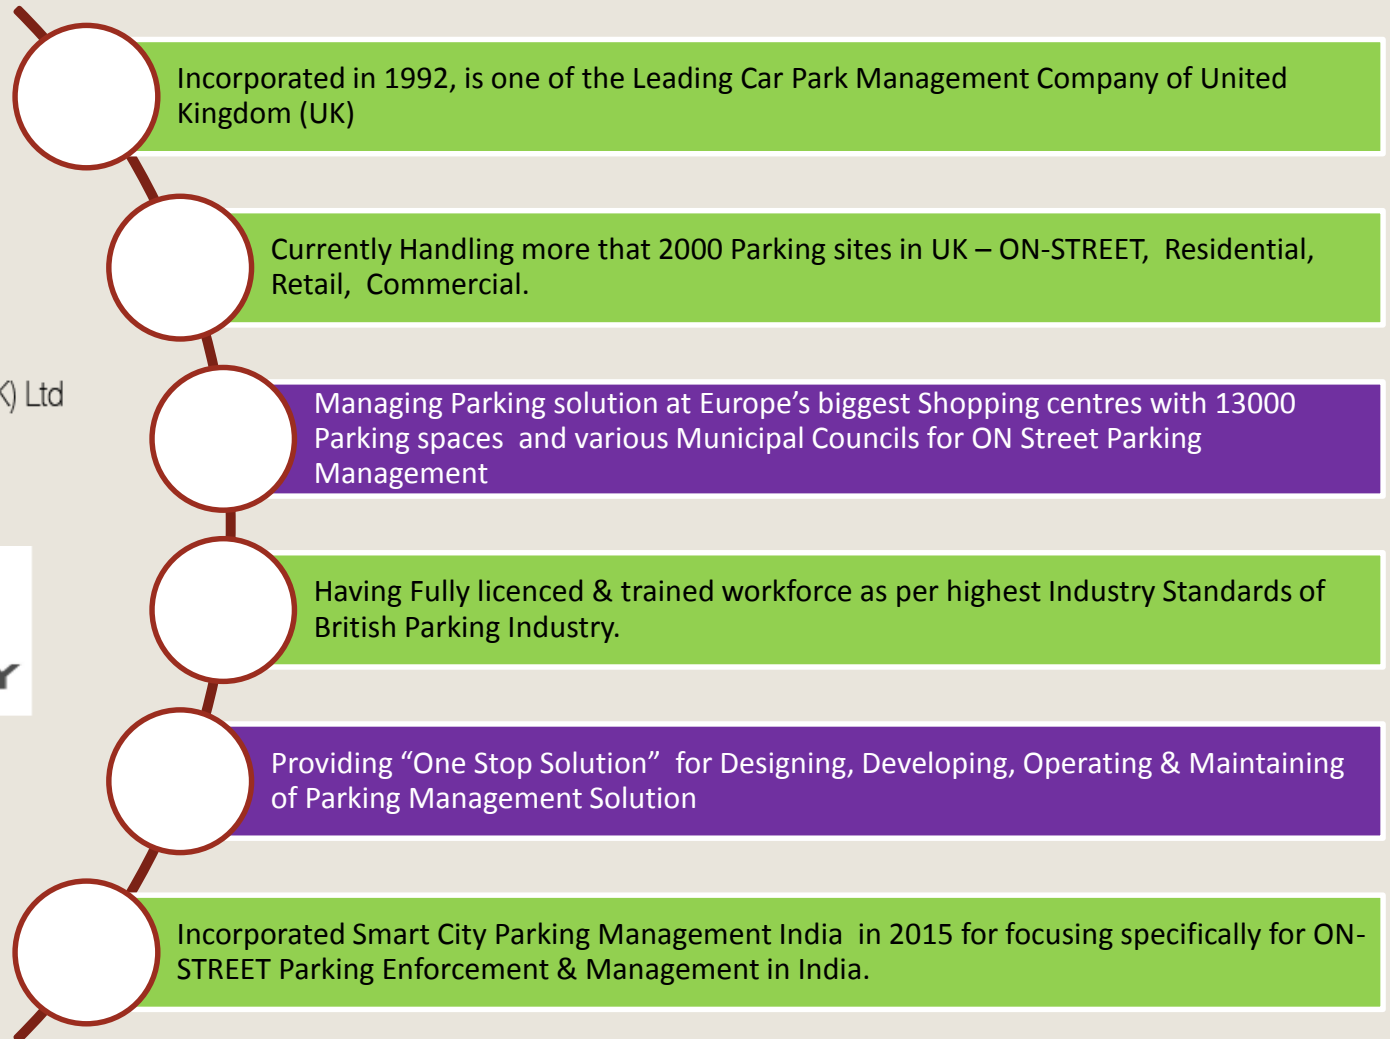 Incorporated in 1992, is one of the Leading Car Park Management Company of United
Kingdom (UK)
Currently Handling more that 2000 Parking sites in UK – ON-STREET, Residential,
Retail, Commercial.
Ltd
Managing Parking solution at Europe’s biggest Shopping centres with 13000
Parking spaces and various Municipal Councils for ON Street Parking
Management
Having Fully licenced & trained workforce as per highest Industry Standards of
British Parking Industry.
Providing “One Stop Solution” for Designing, Developing, Operating & Maintaining
of Parking Management Solution
Incorporated Smart City Parking Management India in 2015 for focusing specifically for ON-
STREET Parking Enforcement & Management in India.